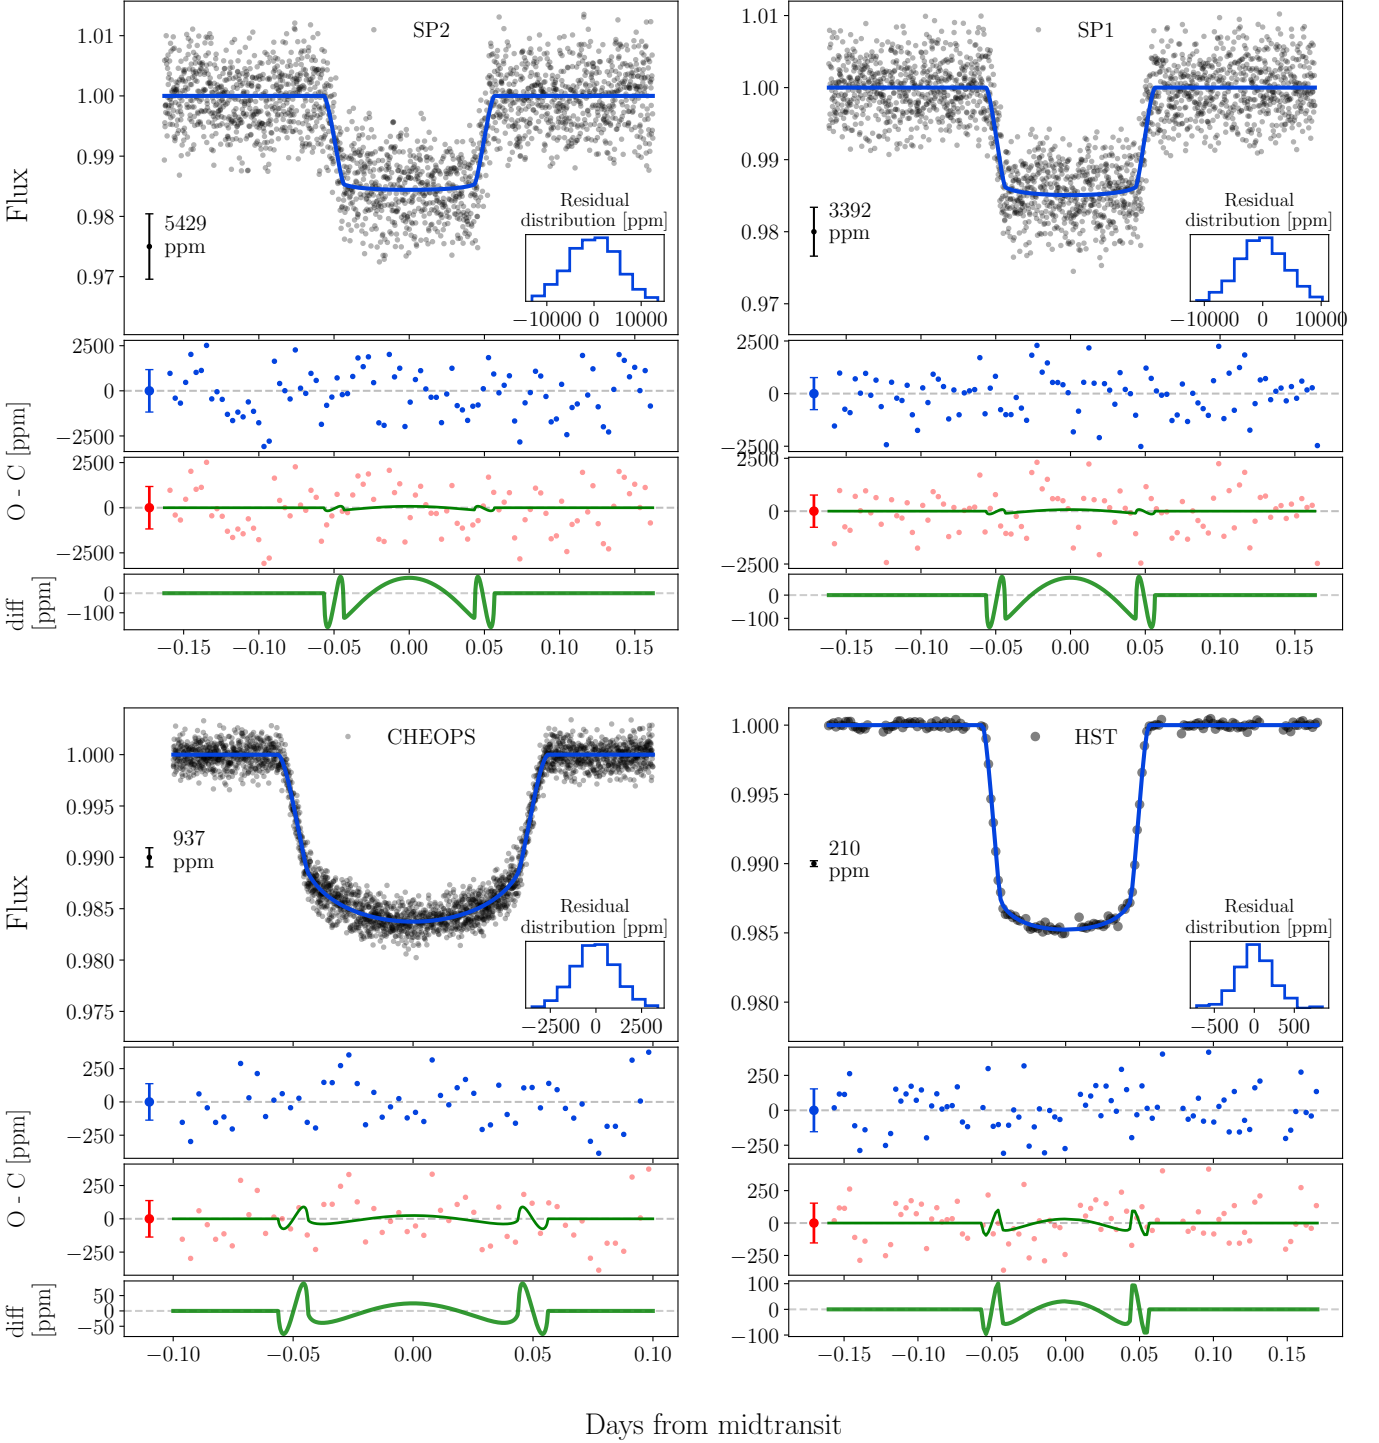 SP2
1.01
1.00
0.99
0.98
0.97
Flux
5429
ppm
Residual
distribution [ppm]
−10000 0 10000
2500
0
−2500
O - C [ppm]
2500
0
−2500
diff
[ppm]
0
−100
−0.15 −0.10 −0.05 0.00 0.05 0.10 0.15
SP1
1.01
1.00
0.99
0.98
0.97
3392
ppm
Residual
distribution [ppm]
−10000 0 10000
2500
0
−2500
2500
0
−2500
0
−100
−0.15 −0.10 −0.05 0.00 0.05 0.10 0.15
CHEOPS
1.000
0.995
0.990
0.985
0.980
0.975
Flux
937
ppm
Residual
distribution [ppm]
−2500 0 2500
250
0
−250
O - C [ppm]
250
0
−250
diff
[ppm]
50
0
−50
−0.10 −0.05 0.00 0.05 0.10
HST
1.000
0.995
0.990
0.985
0.980
210
ppm
Residual
distribution [ppm]
−500 0 500
250
0
−250
250
0
−250
100
0
−100
−0.15 −0.10 −0.05 0.00 0.05 0.10 0.15
Days from midtransit